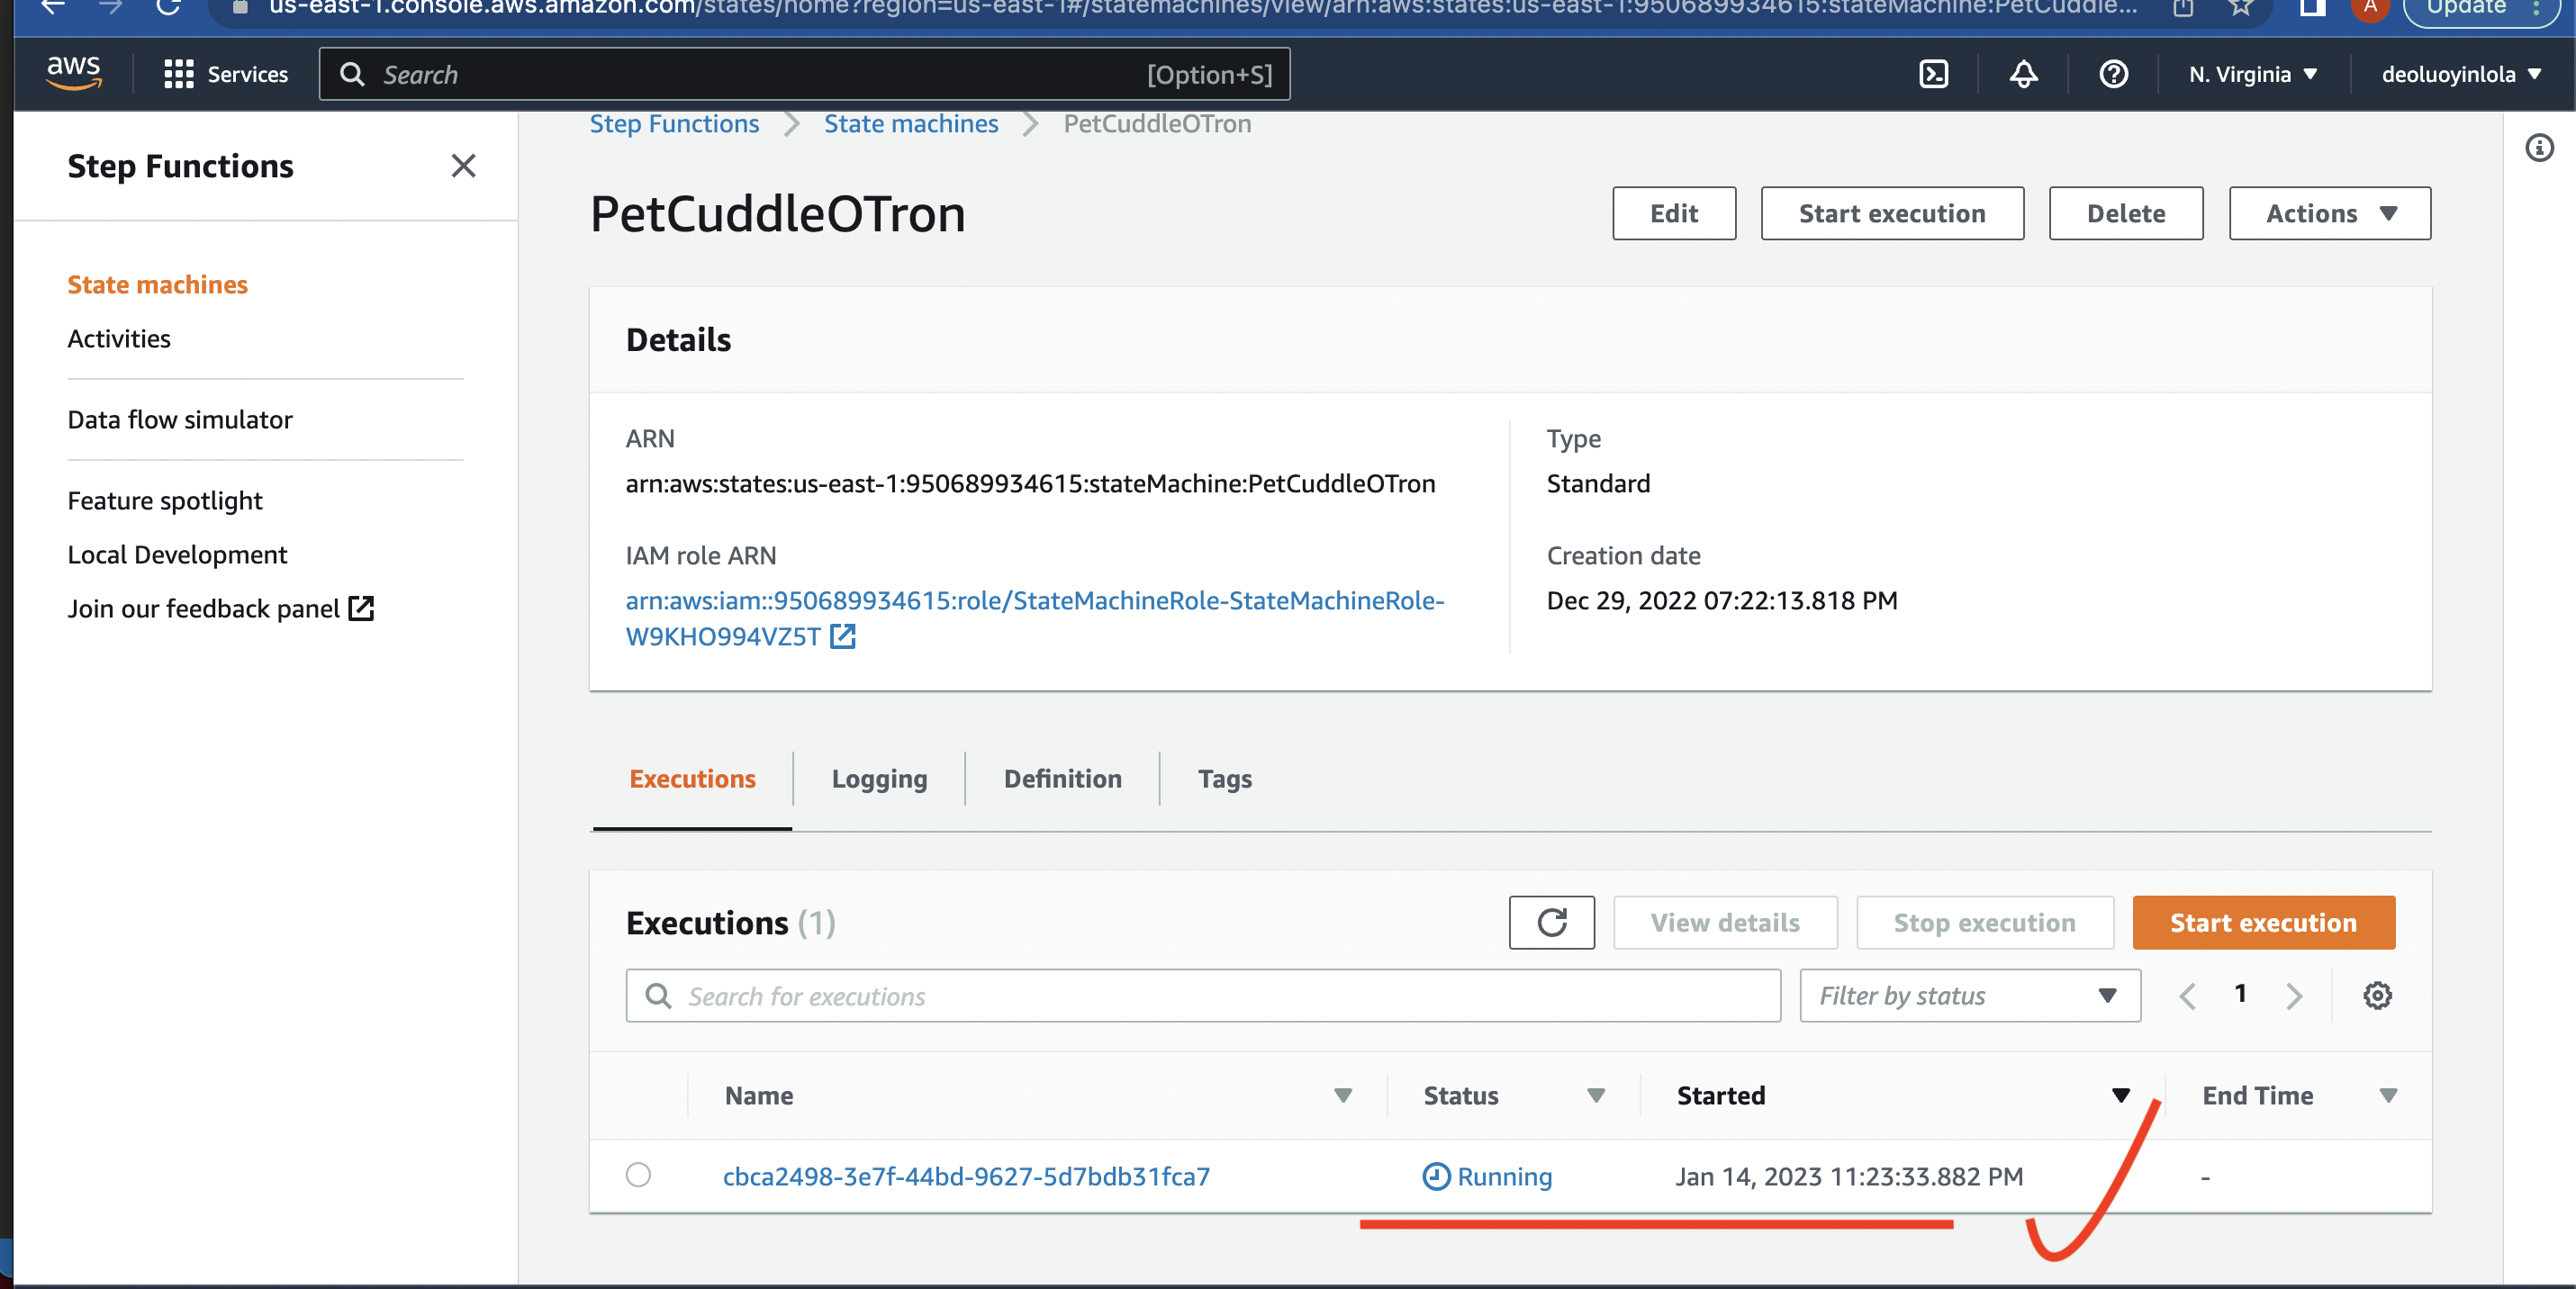 us-east-1.console.aws.amazon.com/states/home?region=us-east-1#/statemachines/view/arn:aws:states:us-east-1:950689934615:stateMachine:PetCuddle...
A
Update
aws
Services
Search
[Option+S]
N. Virginia
deoluoyinlola
Step Functions
State machines
Activities
Data flow simulator
Feature spotlight
Local Development
Join our feedback panel
Step Functions
State machines
PetCuddleOTron
PetCuddleOTron
Edit
Start execution
Delete
Actions
Details
ARN
arn:aws:states:us-east-1:950689934615:stateMachine:PetCuddleOTron
IAM role ARN
arn:aws:iam::950689934615:role/StateMachineRole-StateMachineRole-
W9KHO994VZ5T
Type
Standard
Creation date
Dec 29, 2022 07:22:13.818 PM
Executions
Logging
Definition
Tags
Executions (1)
View details
Stop execution
Start execution
Search for executions
Filter by status
1
Name
Status
Started
End Time
cbca2498-3e7f-44bd-9627-5d7bdb31fca7
Running
Jan 14, 2023 11:23:33.882 PM
-